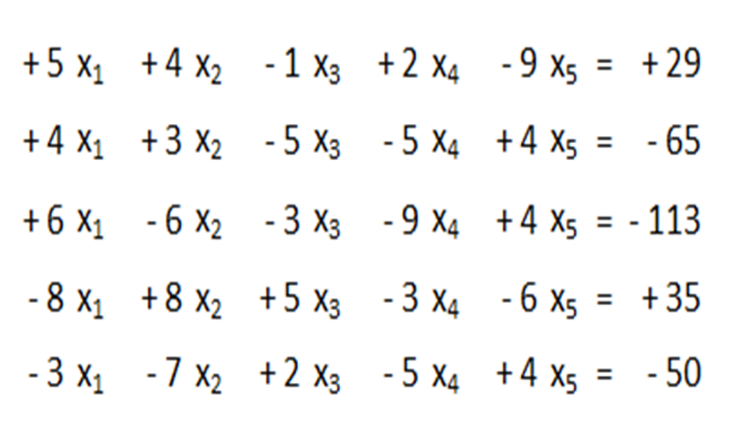 +5 x₁ +4 x₂ -1 x₃ +2 x₄ -9 x₅ = +29
+4 x₁ +3 x₂ -5 x₃ -5 x₄ +4 x₅ = -65
+6 x₁ -6 x₂ -3 x₃ -9 x₄ +4 x₅ = -113
-8 x₁ +8 x₂ +5 x₃ -3 x₄ -6 x₅ = +35
-3 x₁ -7 x₂ +2 x₃ -5 x₄ +4 x₅ = -50